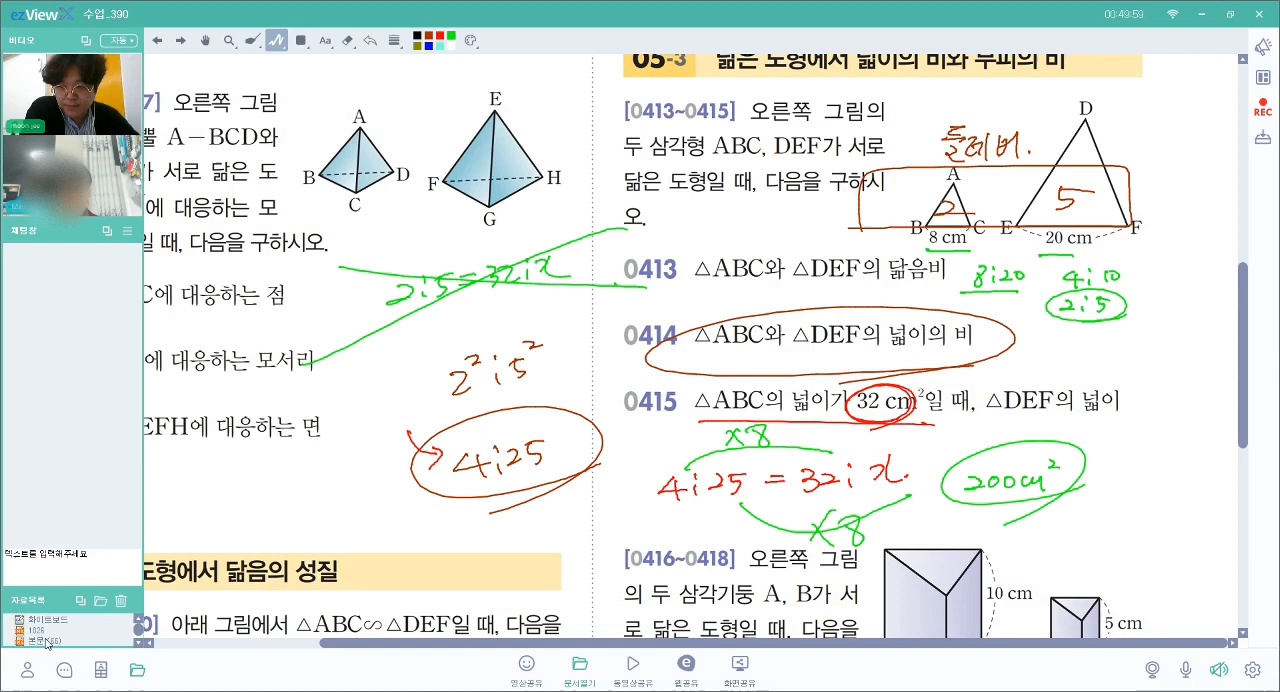 ezViewX 수업_390
00:49:59
비디오
자동
Aa
moon jee
채팅창
텍스트를 입력해주세요
자료목록
화이트보드
1026
7] 오른쪽 그림
뿔 A-BCD와
가 서로 닮은 도
에 대응하는 모
일 때, 다음을 구하시오.
A
B
C
D
E
F
G
H
C에 대응하는 점
2:5=32:x
에 대응하는 모서리
2²:5²
EFH에 대응하는 면
4:25
도형에서 닮음의 성질
0] 아래 그림에서 △ABC∽△DEF일 때, 다음을
05-3 닮은 도형에서 넓이의 비와 부피의 비
[0413~0415] 오른쪽 그림의
두 삼각형 ABC, DEF가 서로
닮은 도형일 때, 다음을 구하시
오.
D
A
2
5
B
C
E
F
8 cm
20 cm
0413 △ABC와 △DEF의 닮음비
8:20 4:10
2:5
0414 △ABC와 △DEF의 넓이의 비
0415 △ABC의 넓이가 32 cm²일 때, △DEF의 넓이
×8
4:25 = 32:x.
200cm²
×8
[0416~0418] 오른쪽 그림
의 두 삼각기둥 A, B가 서
로 닮은 도형일 때, 다음을
10 cm
5 cm
REC
영상공유 문서열기 동영상공유 웹공유 화면공유